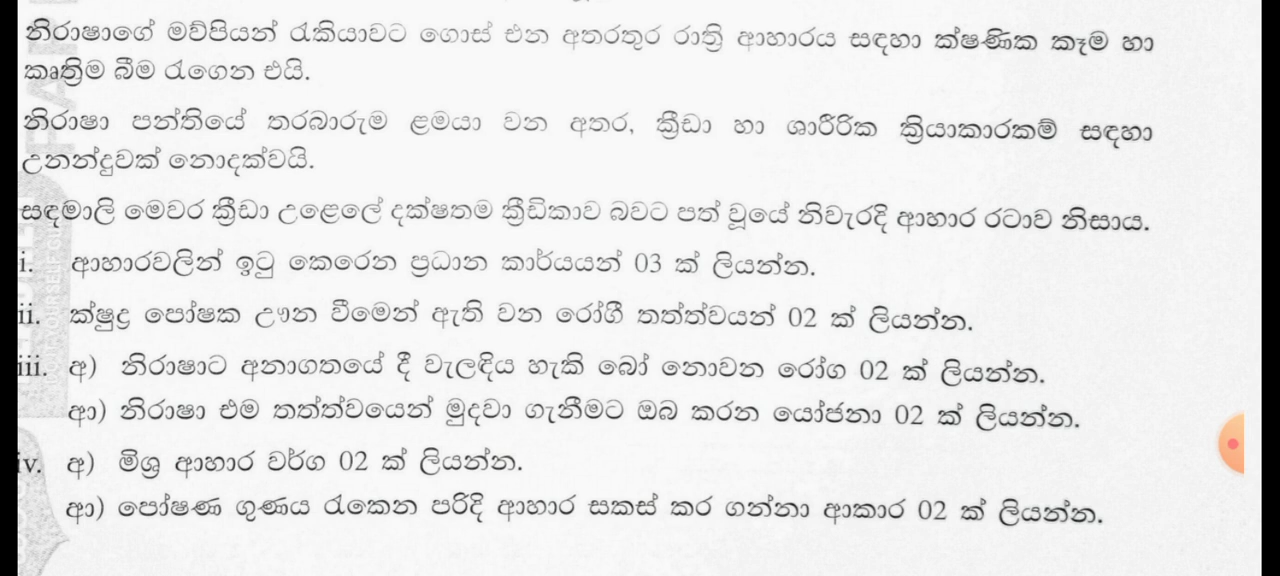 නිරාෂාගේ මව්පියන් රැකියාවට ගොස් එන අතරතුර රාත්‍රි ආහාරය සඳහා ක්ෂණික කෑම හා
කෘත්‍රිම බීම රැගෙන එයි.
නිරාෂා පන්තියේ තරබාරුම ළමයා වන අතර, ක්‍රීඩා හා ශාරීරික ක්‍රියාකාරකම් සඳහා
උනන්දුවක් නොදක්වයි.
සඳමාලි මෙවර ක්‍රීඩා උළෙලේ දක්ෂතම ක්‍රීඩිකාව බවට පත් වූයේ නිවැරදි ආහාර රටාව නිසාය.
i. ආහාරවලින් ඉටු කෙරෙන ප්‍රධාන කාර්යයන් 03 ක් ලියන්න.
ii. ක්ෂුද්‍ර පෝෂක ඌන වීමෙන් ඇති වන රෝගී තත්ත්වයන් 02 ක් ලියන්න.
iii. අ) නිරාෂාට අනාගතයේ දී වැලඳිය හැකි බෝ නොවන රෝග 02 ක් ලියන්න.
ආ) නිරාෂා එම තත්ත්වයෙන් මුදවා ගැනීමට ඔබ කරන යෝජනා 02 ක් ලියන්න.
iv. අ) මිශ්‍ර ආහාර වර්ග 02 ක් ලියන්න.
ආ) පෝෂණ ගුණය රැකෙන පරිදි ආහාර සකස් කර ගන්නා ආකාර 02 ක් ලියන්න.